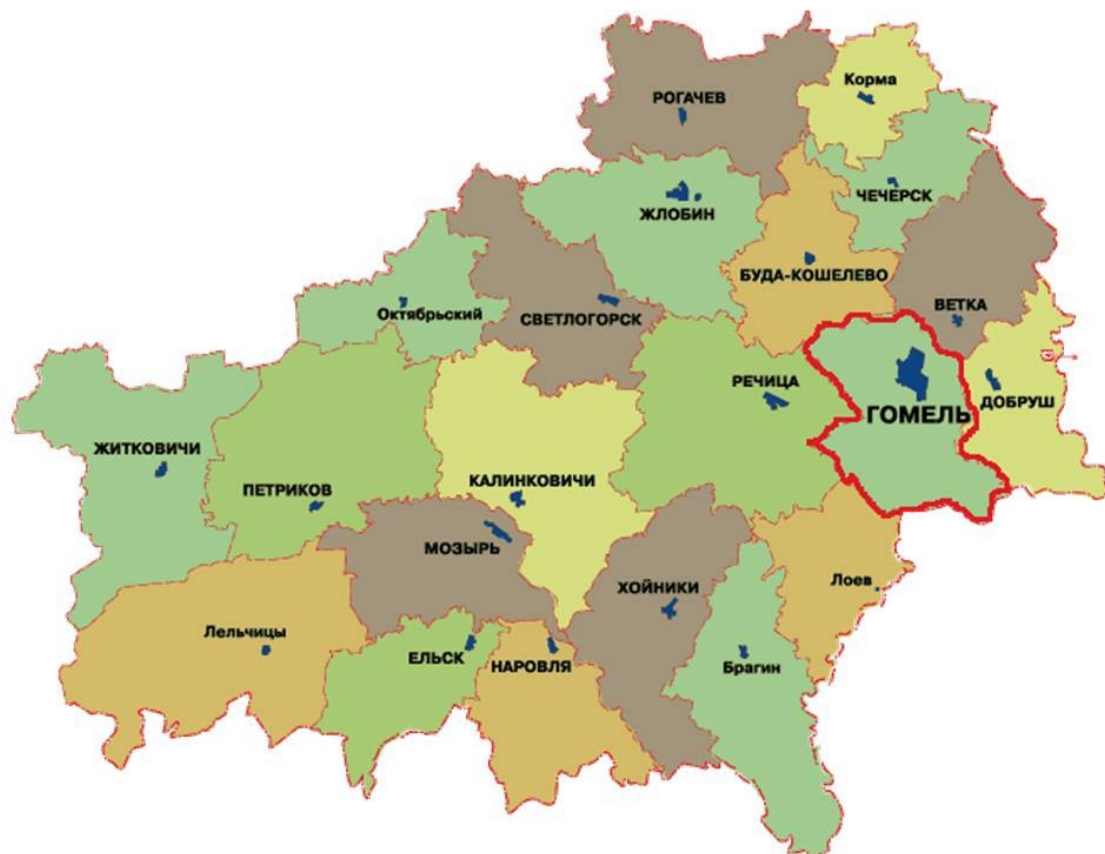 Корма
РОГАЧЕВ
ЧЕЧЕРСК
ЖЛОБИН
БУДА-КОШЕЛЕВО
ВЕТКА
Октябрьский
СВЕТЛОГОРСК
РЕЧИЦА
ДОБРУШ
ГОМЕЛЬ
ЖИТКОВИЧИ
ПЕТРИКОВ
КАЛИНКОВИЧИ
МОЗЫРЬ
ХОЙНИКИ
Лоев
Лельчицы
ЕЛЬСК
НАРОВЛЯ
Брагин